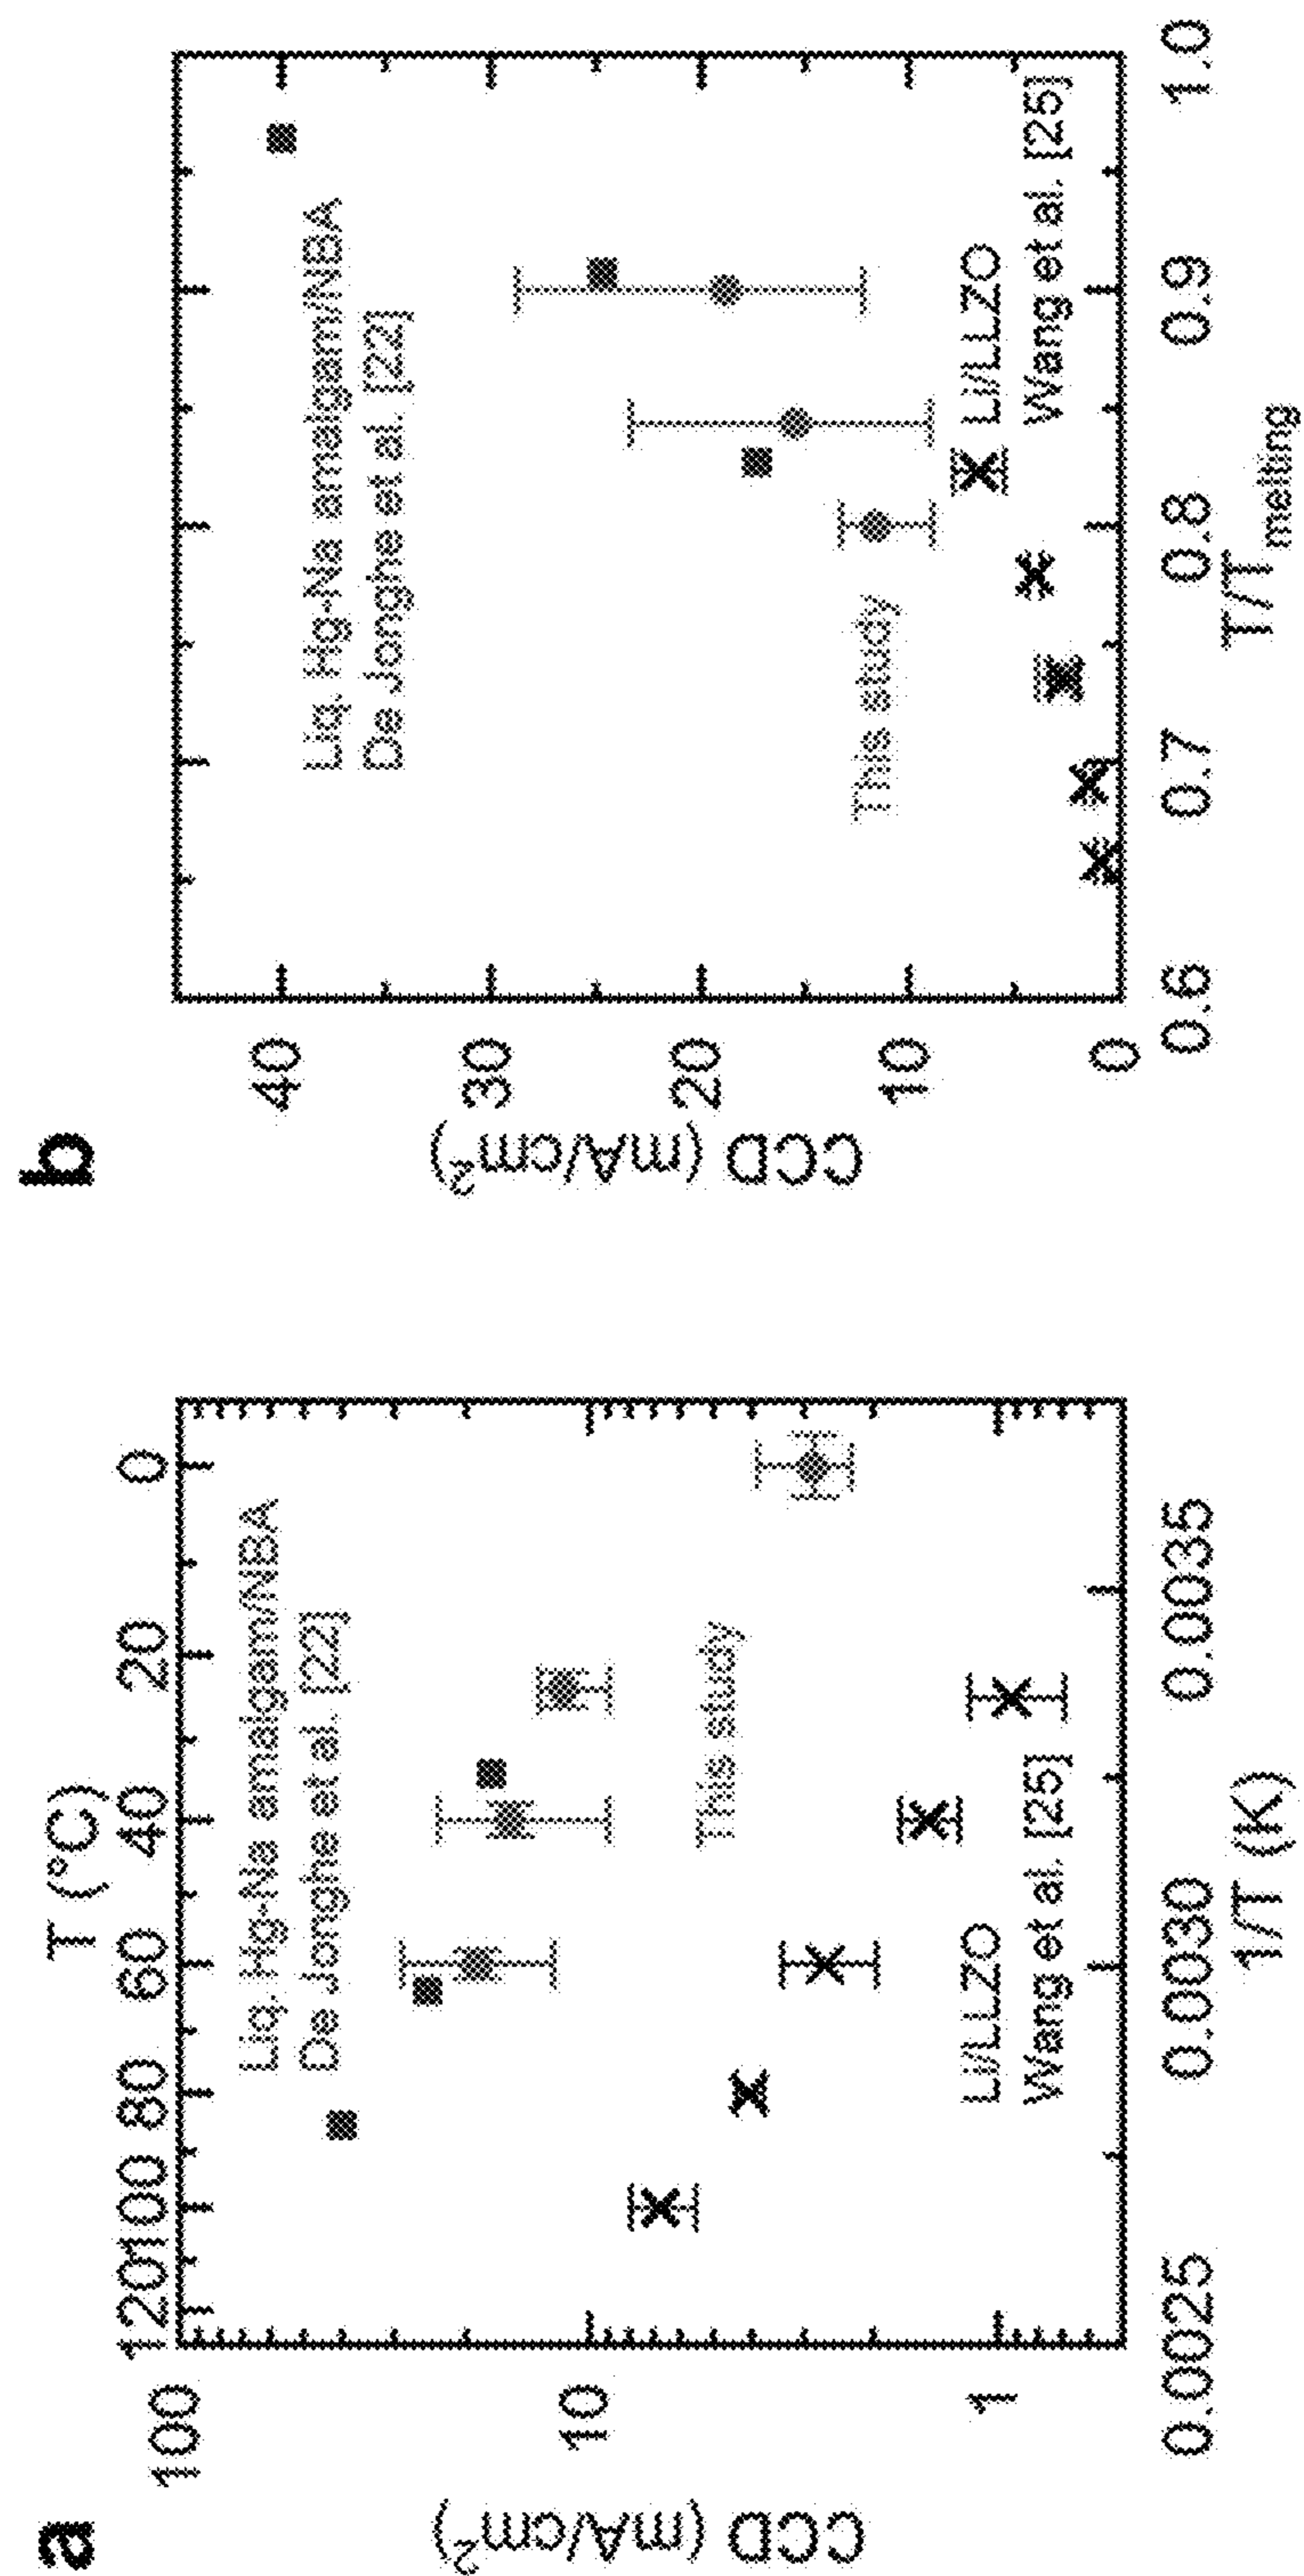 a
T (°C)
120 100 80 60 40 20 0
100
10
1
CCD (mA/cm²)
Liq. Hg-Na amalgam/NBA
De Jonghe et al. [22]
This study
Li/LLZO
Wang et al. [25]
0.0025 0.0030 0.0035
1/T (K)
b
40
30
20
10
0
CCD (mA/cm²)
Liq. Hg-Na amalgam/NBA
De Jonghe et al. [22]
This study
Li/LLZO
Wang et al. [25]
0.6 0.7 0.8 0.9 1.0
T/Tmelting